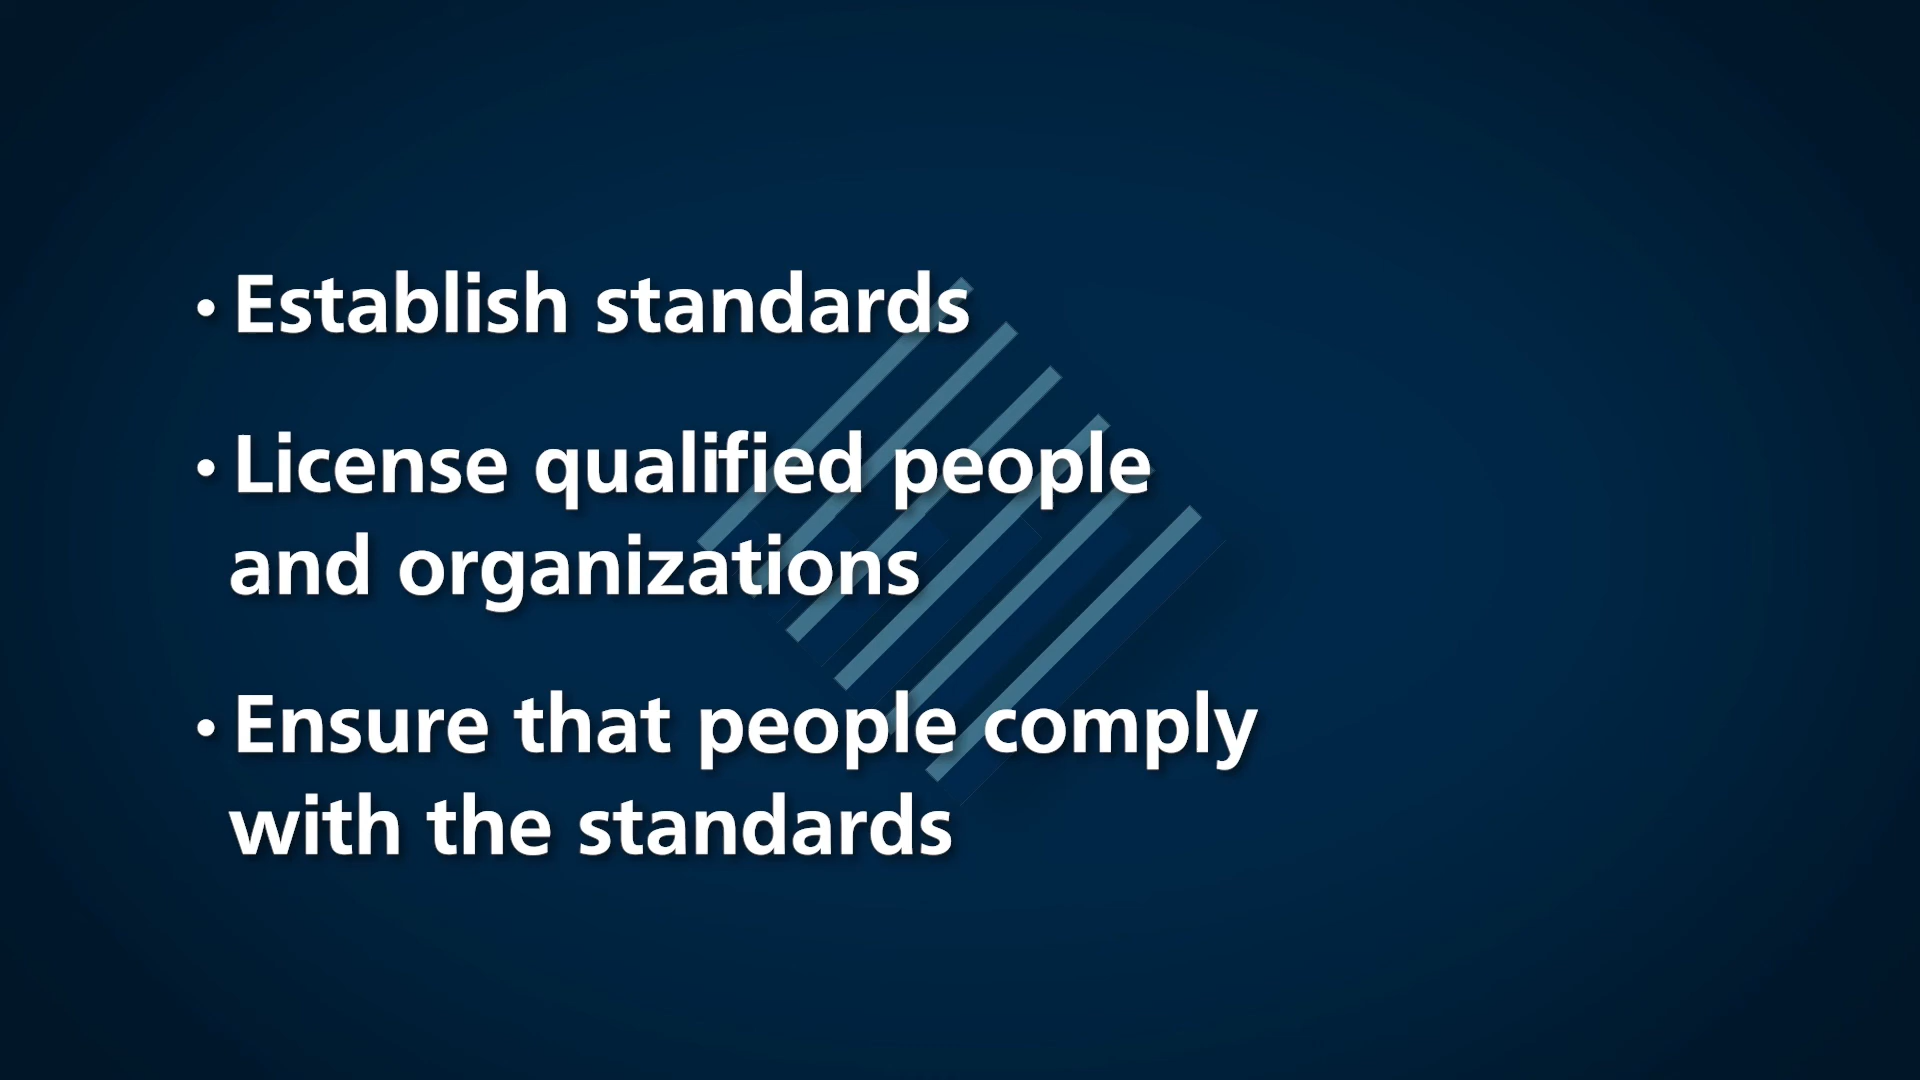 • Establish standards
• License qualified people
and organizations
• Ensure that people comply
with the standards